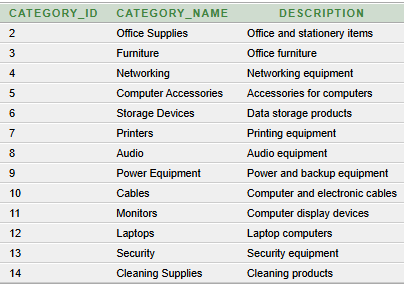 CATEGORY_ID CATEGORY_NAME DESCRIPTION
2 Office Supplies Office and stationery items
3 Furniture Office furniture
4 Networking Networking equipment
5 Computer Accessories Accessories for computers
6 Storage Devices Data storage products
7 Printers Printing equipment
8 Audio Audio equipment
9 Power Equipment Power and backup equipment
10 Cables Computer and electronic cables
11 Monitors Computer display devices
12 Laptops Laptop computers
13 Security Security equipment
14 Cleaning Supplies Cleaning products